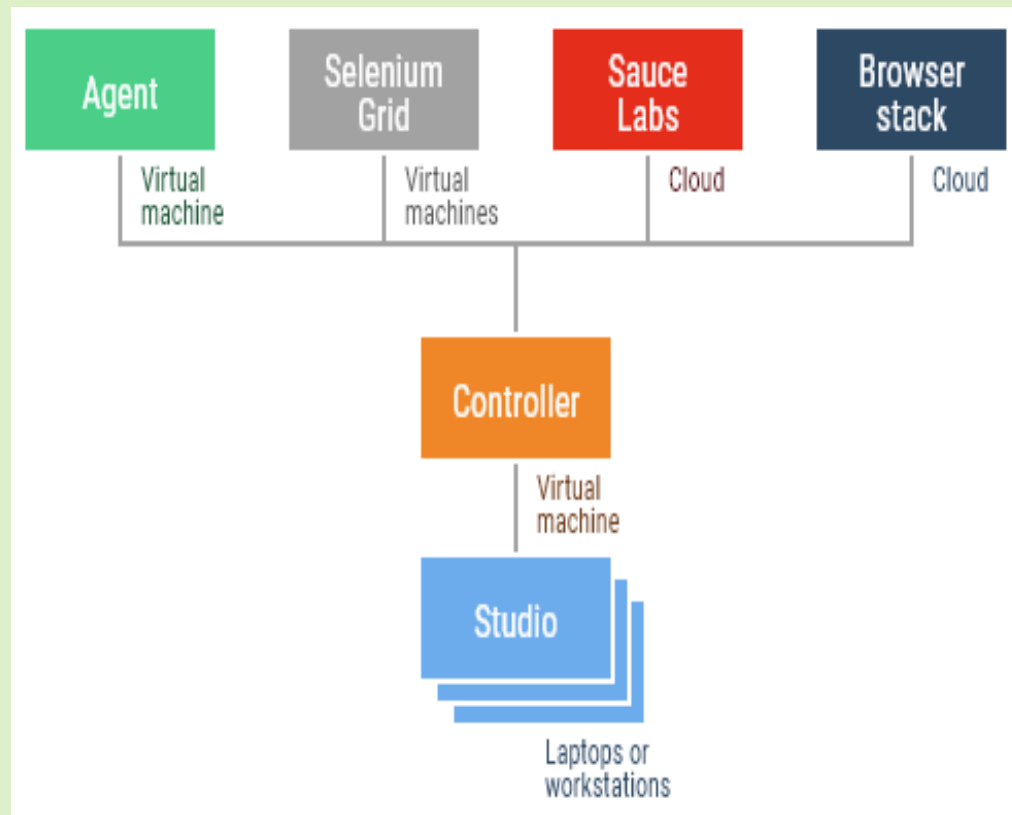 Agent
Selenium
Grid
Sauce
Labs
Browser
stack
Virtual
machine
Virtual
machines
Cloud
Cloud
Controller
Virtual
machine
Studio
Laptops or
workstations